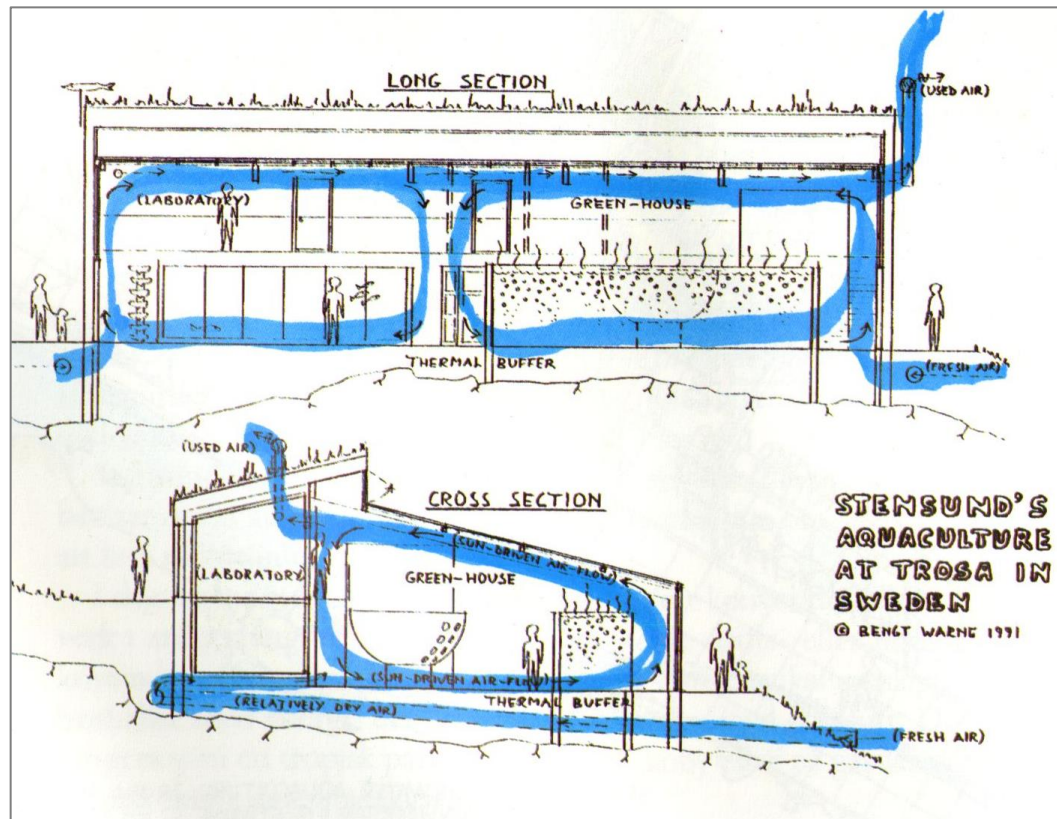 LONG SECTION
(USED AIR)
(LABORATORY)
GREEN-HOUSE
THERMAL BUFFER
(FRESH AIR)
(USED AIR)
CROSS SECTION
(SUN-DRIVEN AIR-FLOW)
(LABORATORY)
GREEN-HOUSE
(SUN-DRIVEN AIR-FLOW)
(RELATIVELY DRY AIR)
THERMAL BUFFER
(FRESH AIR)
STENSUND'S
AQUACULTURE
AT TROSA IN
SWEDEN
@ BENGT WARNE 1991